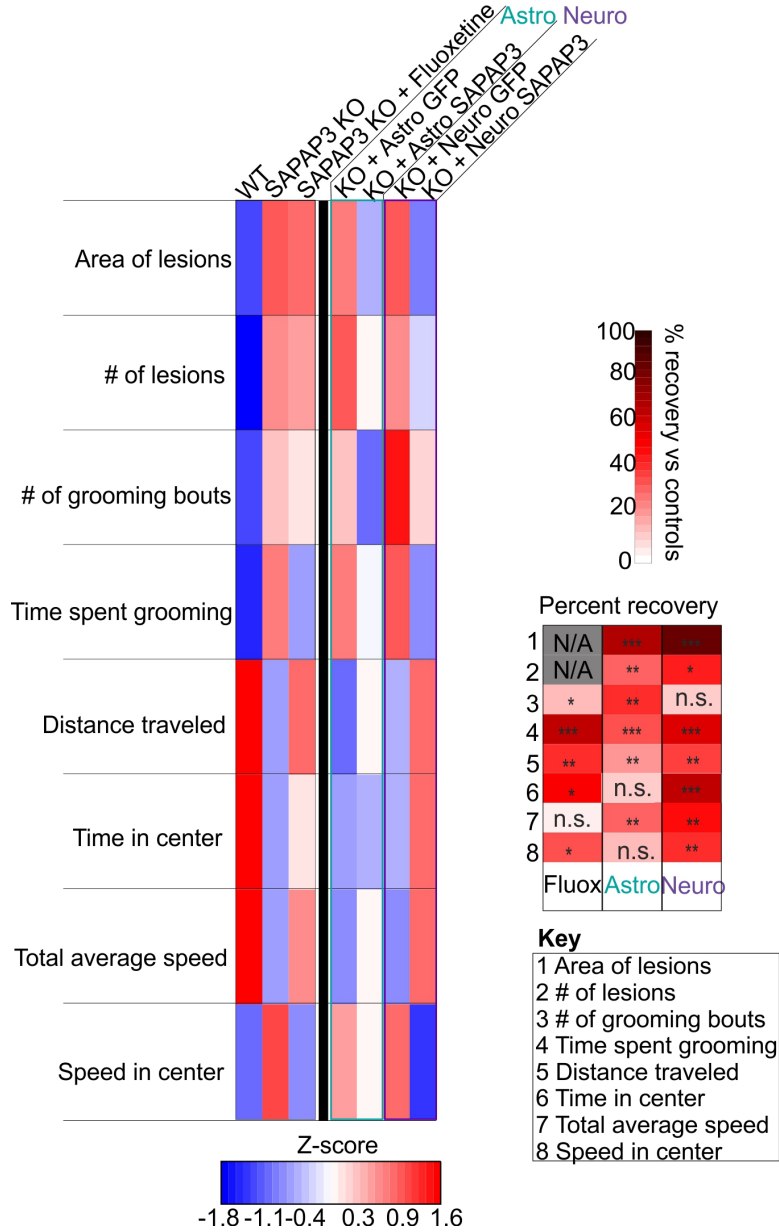 Astro Neuro
WT
SAPAP3 KO
SAPAP3 KO + Fluoxetine
KO + Astro GFP
KO + Astro SAPAP3
KO + Neuro GFP
KO + Neuro SAPAP3
Area of lesions
# of lesions
# of grooming bouts
Time spent grooming
Distance traveled
Time in center
Total average speed
Speed in center
Z-score
-1.8 -1.1 -0.4 0.3 0.9 1.6
100
80
60
40
20
0
% recovery vs controls
Percent recovery
1 N/A *** ***
2 N/A ** *
3 * ** n.s.
4 *** *** ***
5 ** ** **
6 * n.s. ***
7 n.s. ** **
8 * n.s. **
Fluox Astro Neuro
Key
1 Area of lesions
2 # of lesions
3 # of grooming bouts
4 Time spent grooming
5 Distance traveled
6 Time in center
7 Total average speed
8 Speed in center